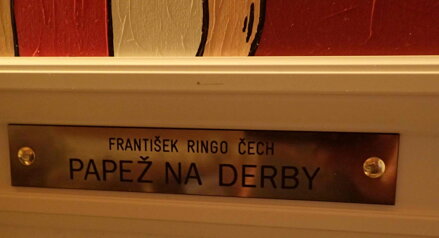 FRANTIŠEK RINGO ČECH
PAPEŽ NA DERBY